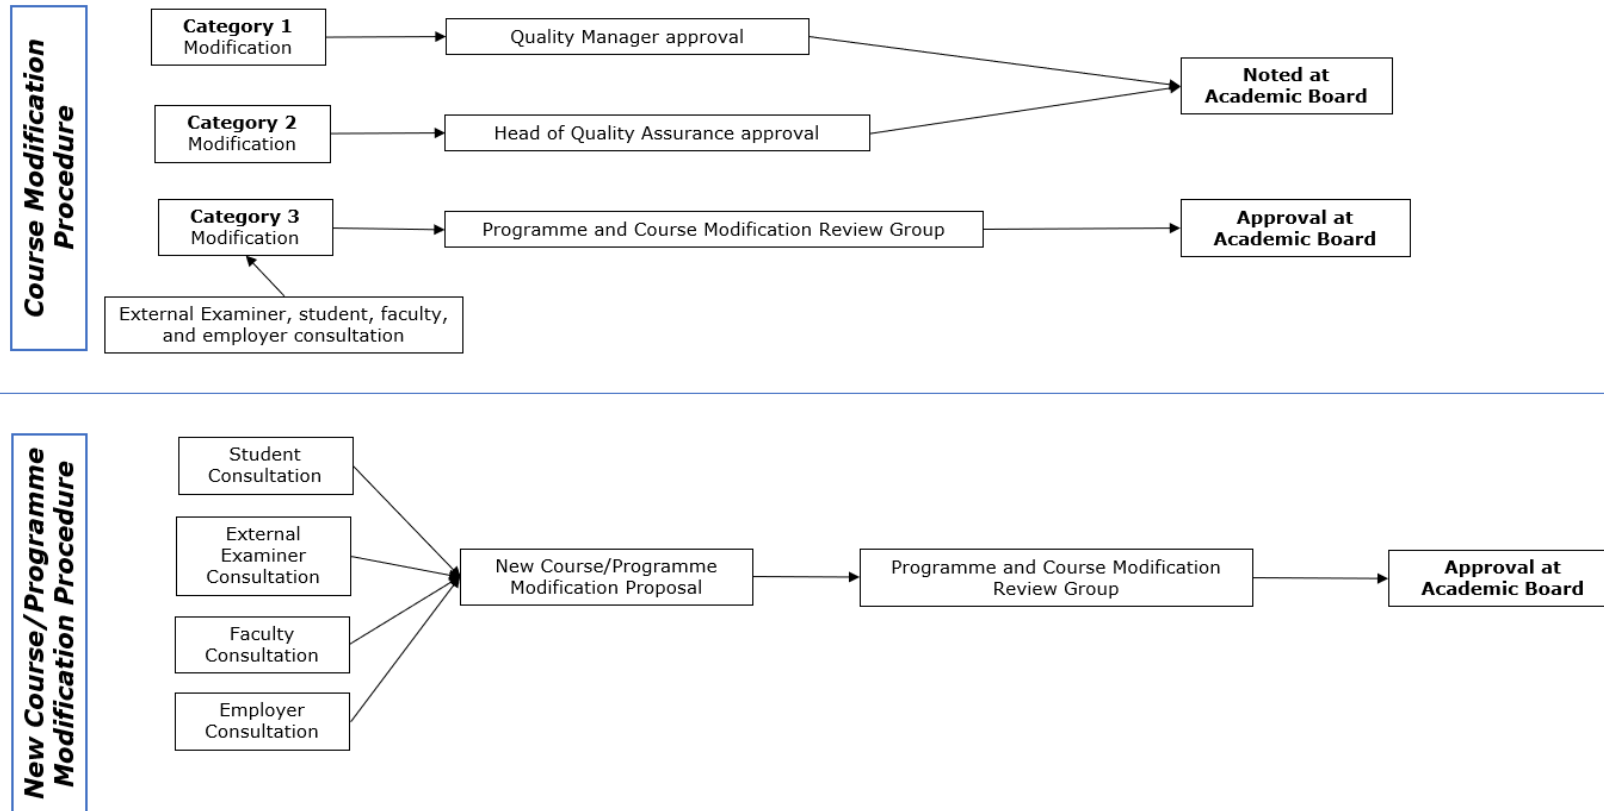 Course Modification
Procedure
Category 1
Modification
Quality Manager approval
Noted at
Academic Board
Category 2
Modification
Head of Quality Assurance approval
Category 3
Modification
Programme and Course Modification Review Group
Approval at
Academic Board
External Examiner, student, faculty,
and employer consultation
New Course/Programme
Modification Procedure
Student
Consultation
External
Examiner
Consultation
Faculty
Consultation
Employer
Consultation
New Course/Programme
Modification Proposal
Programme and Course Modification
Review Group
Approval at
Academic Board